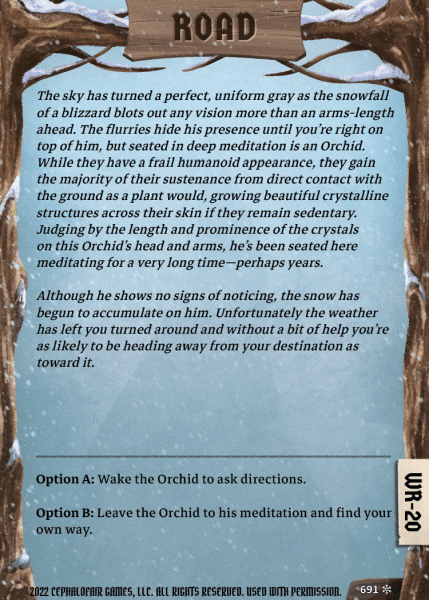 ROAD
The sky has turned a perfect, uniform gray as the snowfall
of a blizzard blots out any vision more than an arms-length
ahead. The flurries hide his presence until you're right on
top of him, but seated in deep meditation is an Orchid.
While they have a frail humanoid appearance, they gain
the majority of their sustenance from direct contact with
the ground as a plant would, growing beautiful crystalline
structures across their skin if they remain sedentary.
Judging by the length and prominence of the crystals
on this Orchid's head and arms, he's been seated here
meditating for a very long time—perhaps years.
Although he shows no signs of noticing, the snow has
begun to accumulate on him. Unfortunately the weather
has left you turned around and without a bit of help you're
as likely to be heading away from your destination as
toward it.
Option A: Wake the Orchid to ask directions.
Option B: Leave the Orchid to his meditation and find your
own way.
WR-20
2022 CEPHALOFAIR GAMES, LLC. ALL RIGHTS RESERVED. USED WITH PERMISSION.
691